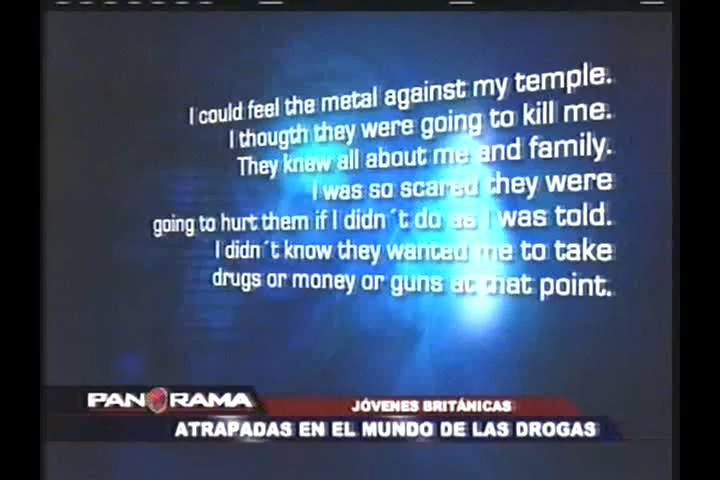 I could feel the metal against my temple.
I thougth they were going to kill me.
They knew all about me and family.
I was so scared they were
going to hurt them if I didn´t do as I was told.
I didn´t know they wanted me to take
drugs or money or guns at that point.
PANORAMA
JÓVENES BRITÁNICAS
ATRAPADAS EN EL MUNDO DE LAS DROGAS